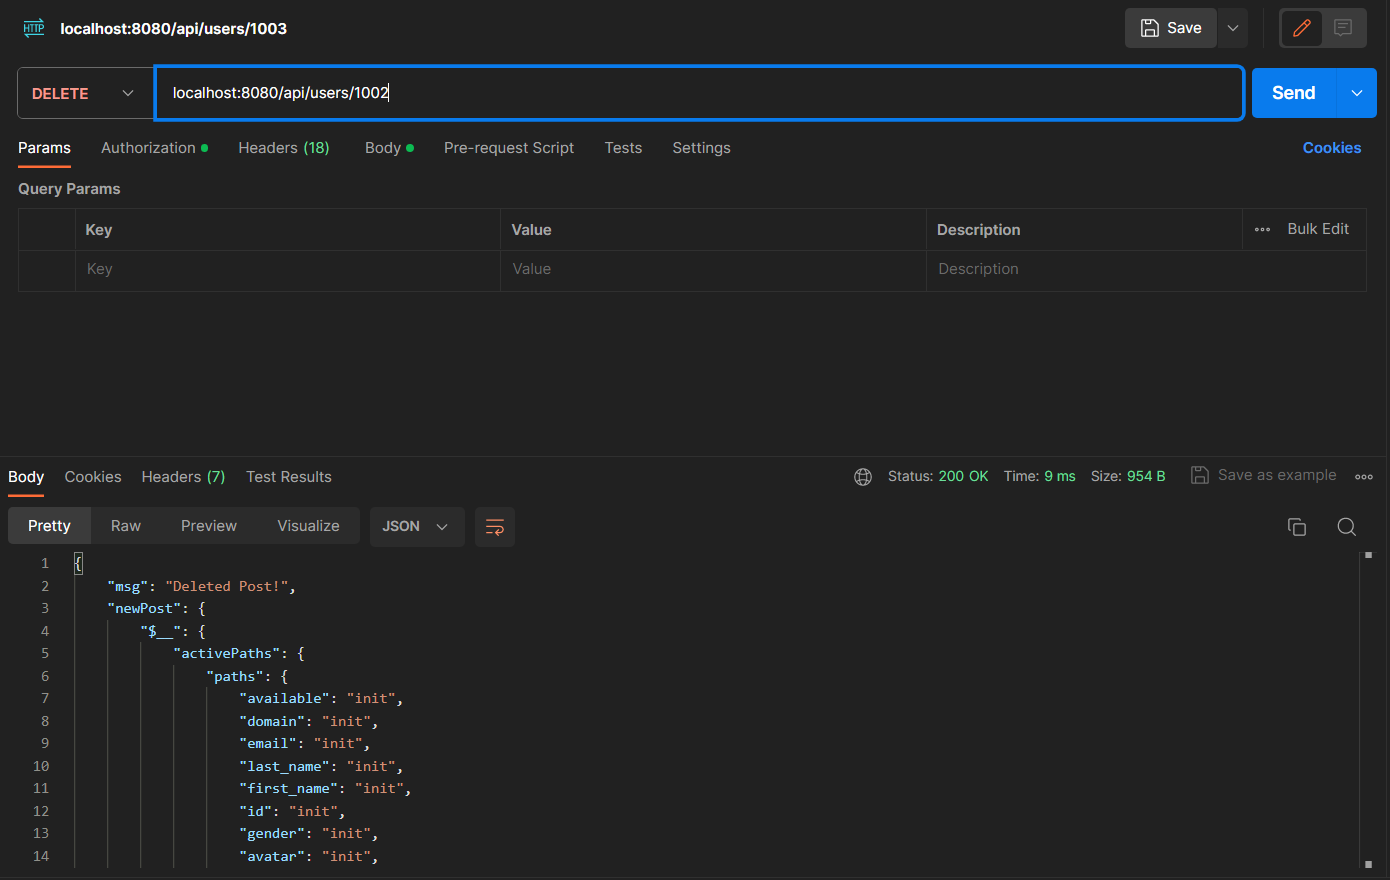 HTTP localhost:8080/api/users/1003 Save
DELETE localhost:8080/api/users/1002 Send
Params Authorization Headers (18) Body Pre-request Script Tests Settings Cookies
Query Params
Key Value Description Bulk Edit
Key Value Description
Body Cookies Headers (7) Test Results Status: 200 OK Time: 9 ms Size: 954 B Save as example
Pretty Raw Preview Visualize JSON
1 {
2 "msg": "Deleted Post!",
3 "newPost": {
4 "$__": {
5 "activePaths": {
6 "paths": {
7 "available": "init",
8 "domain": "init",
9 "email": "init",
10 "last_name": "init",
11 "first_name": "init",
12 "id": "init",
13 "gender": "init",
14 "avatar": "init",